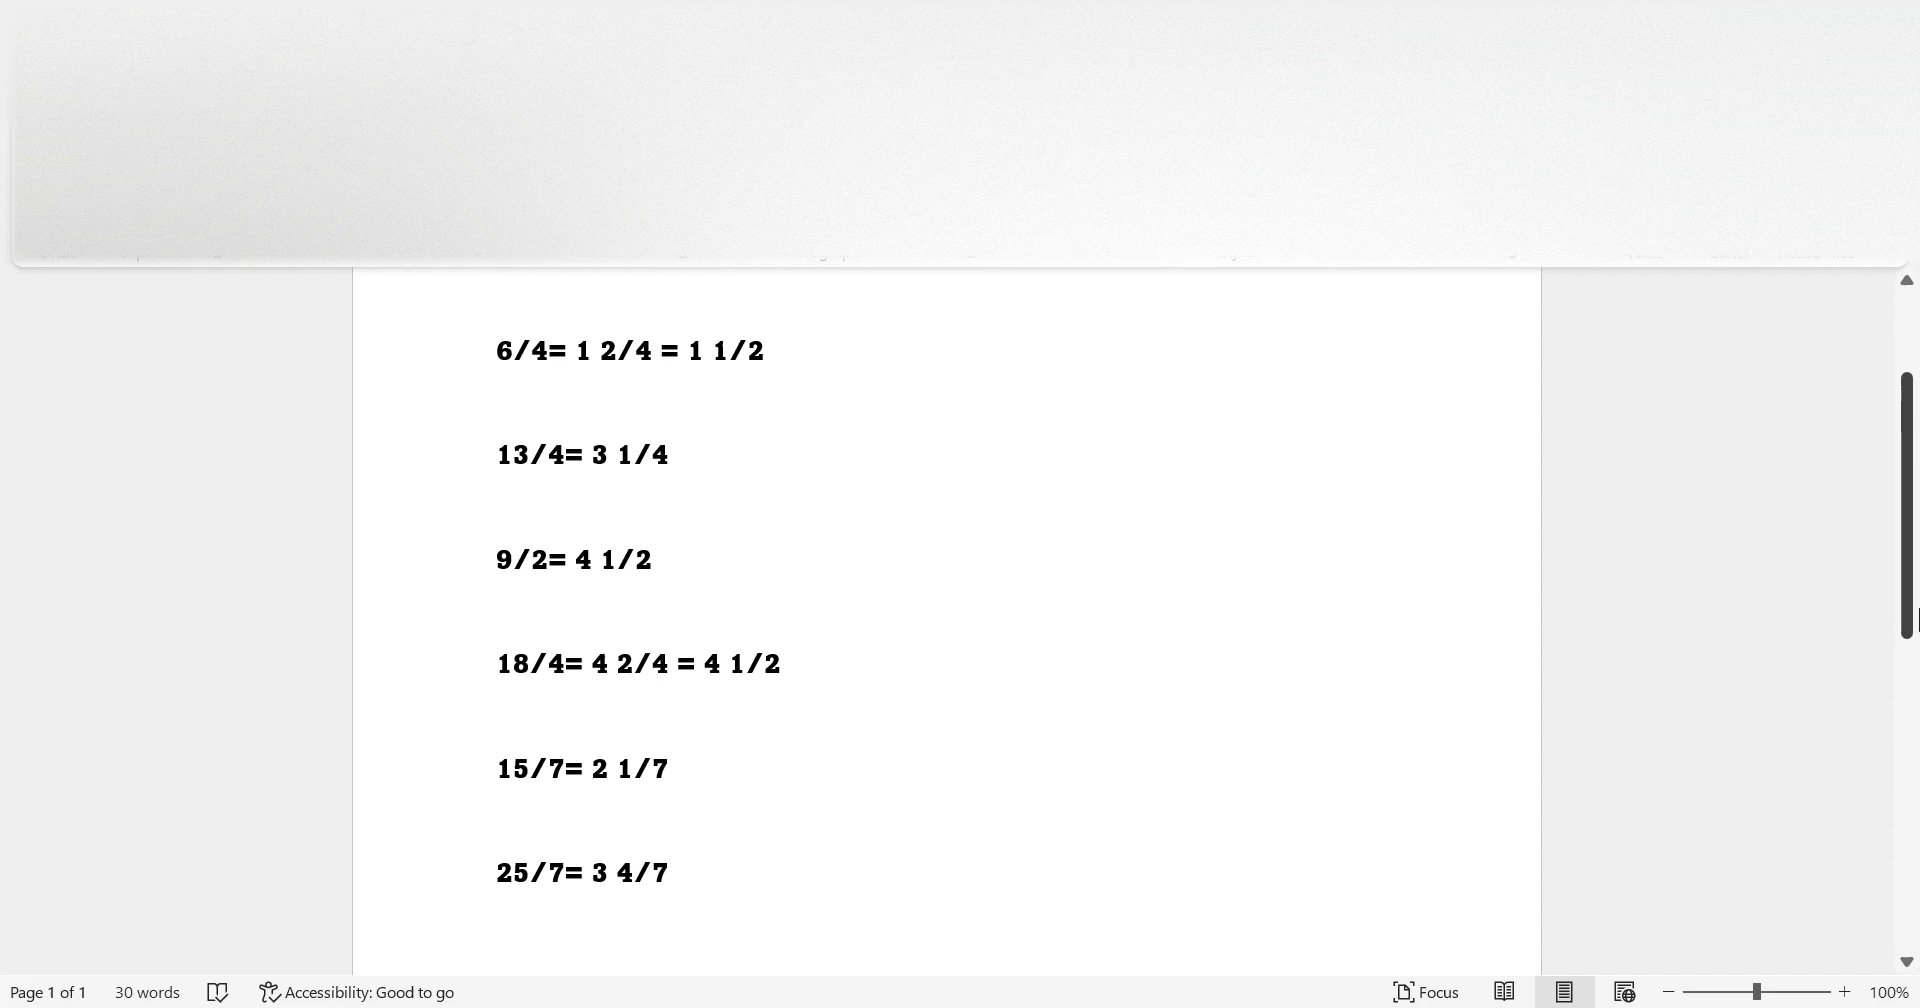 6/4= 1 2/4 = 1 1/2
13/4= 3 1/4
9/2= 4 1/2
18/4= 4 2/4 = 4 1/2
15/7= 2 1/7
25/7= 3 4/7
Page 1 of 1 30 words Accessibility: Good to go Focus 100%